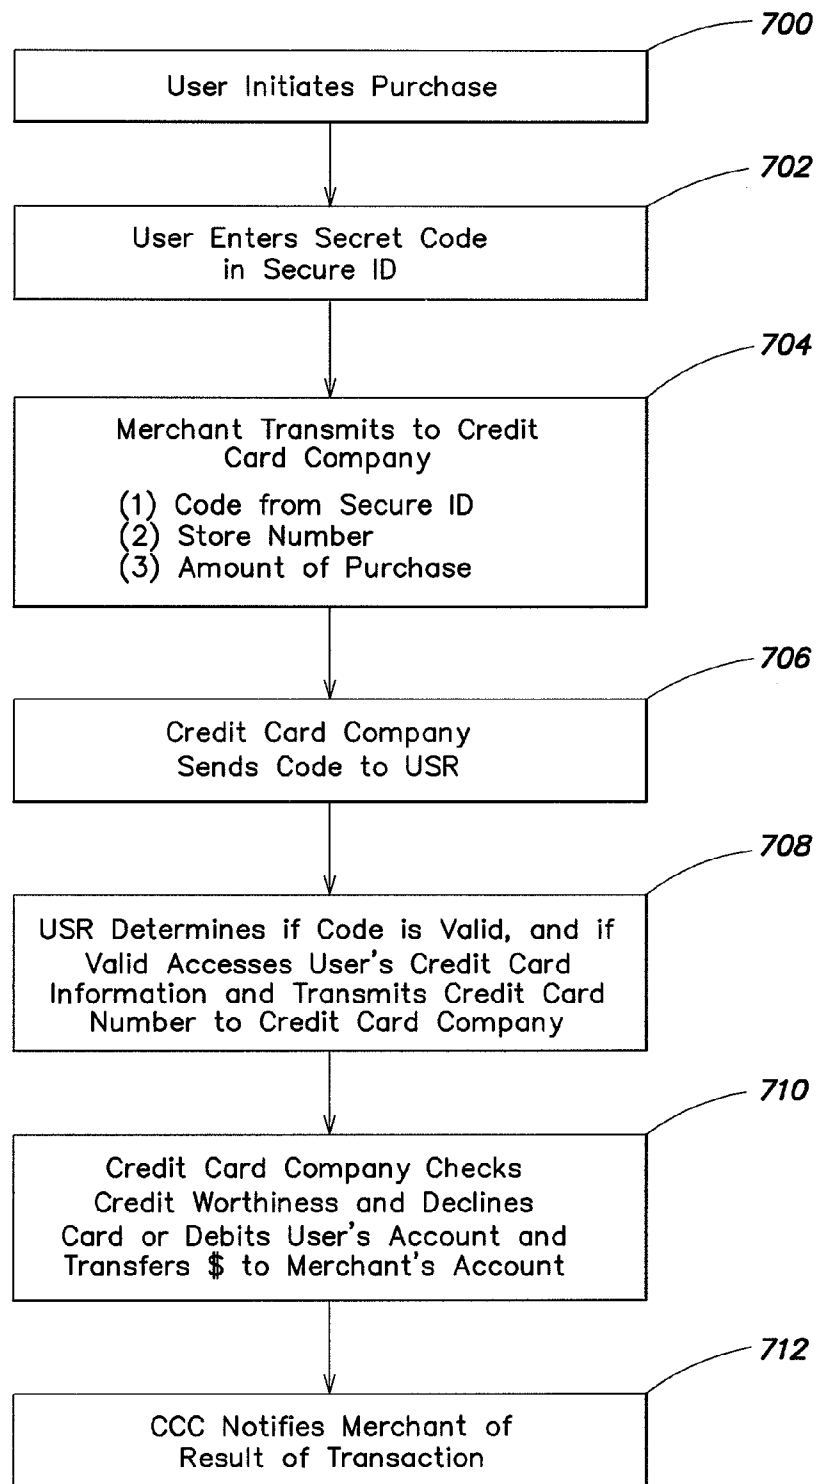 700
User Initiates Purchase
702
User Enters Secret Code
in Secure ID
704
Merchant Transmits to Credit
Card Company
(1) Code from Secure ID
(2) Store Number
(3) Amount of Purchase
706
Credit Card Company
Sends Code to USR
708
USR Determines if Code is Valid, and if
Valid Accesses User's Credit Card
Information and Transmits Credit Card
Number to Credit Card Company
710
Credit Card Company Checks
Credit Worthiness and Declines
Card or Debits User's Account and
Transfers $ to Merchant's Account
712
CCC Notifies Merchant of
Result of Transaction